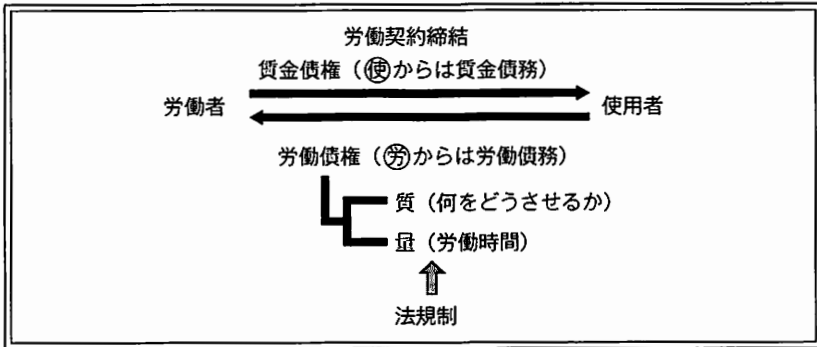 労働契約締結
賃金債権(㊜からは賃金債務)
労働者
使用者
労働債権(㊘からは労働債務)
質(何をどうさせるか)
量(労働時間)
法規制